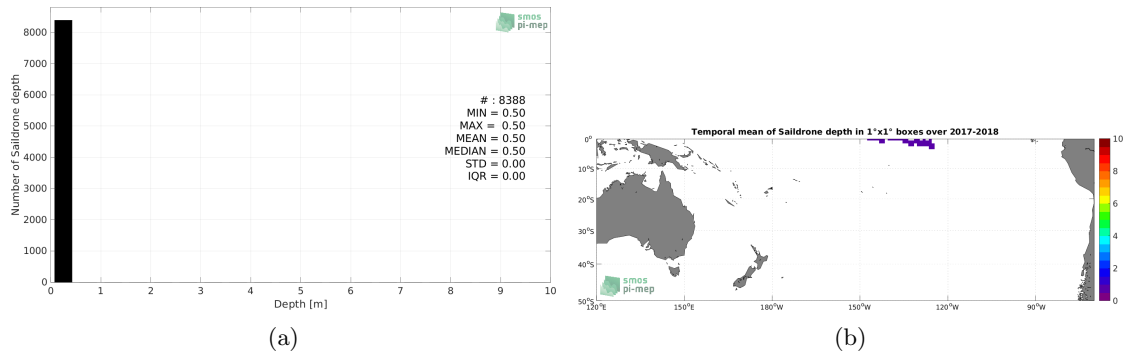 smos
pi-mep
Number of Saildrone depth
8000
7000
6000
5000
4000
3000
2000
1000
0
# : 8388
MIN = 0.50
MAX = 0.50
MEAN = 0.50
MEDIAN = 0.50
STD = 0.00
IQR = 0.00
0 1 2 3 4 5 6 7 8 9 10
Depth [m]
(a)
Temporal mean of Saildrone depth in 1°x1° boxes over 2017-2018
0°
10°S
20°S
30°S
40°S
50°S
120°E 150°E 180°W 150°W 120°W 90°W
10
8
6
4
2
0
smos
pi-mep
(b)